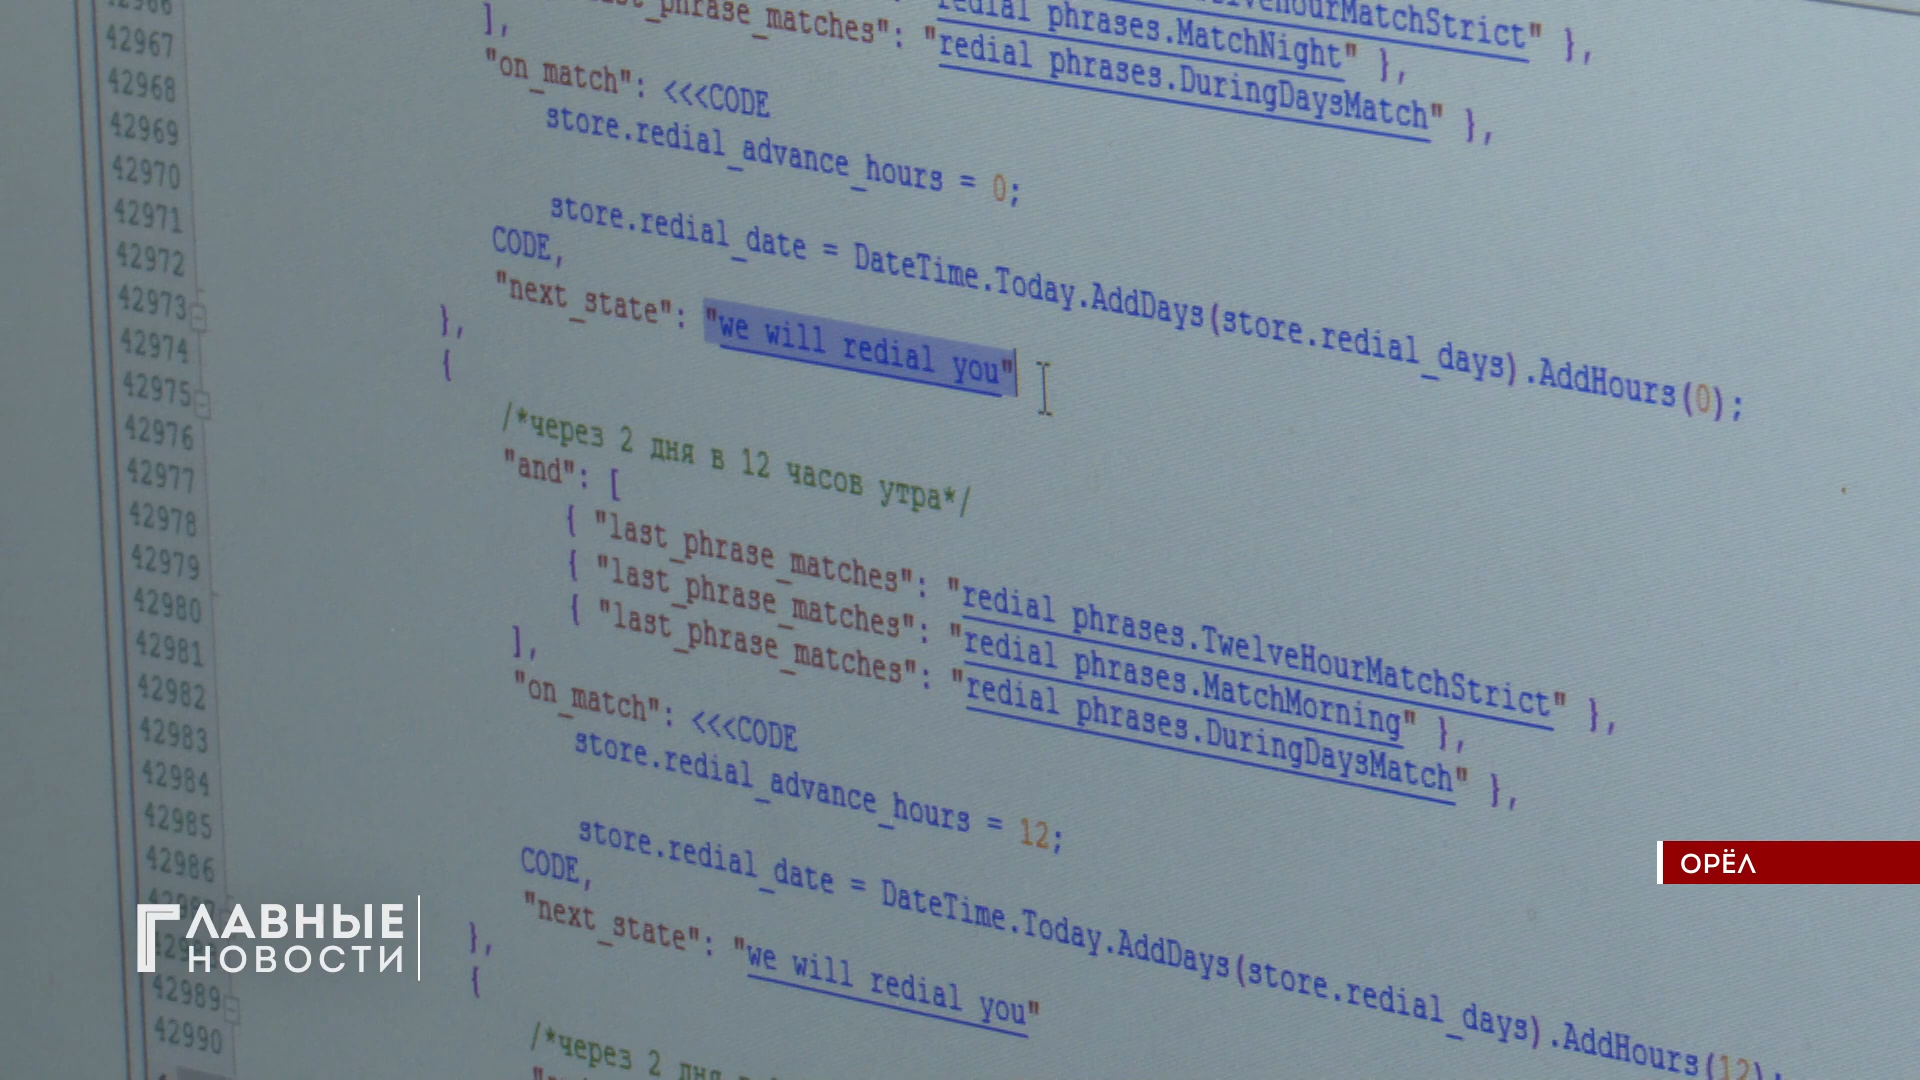 42966
42967
42968
42969
42970
42971
42972
42973
42974
42975
42976
42977
42978
42979
42980
42981
42982
42983
42984
42985
42986
42989
42990
phrase_matches": "redial phrases.MatchNight" },
"redial phrases.DuringDaysMatch" },
],
"on_match": <<<CODE
store.redial_advance_hours = 0;
store.redial_date = DateTime.Today.AddDays(store.redial_days).AddHours(0);
CODE,
"next_state": "we will redial you"
},
{
/*через 2 дня в 12 часов утра*/
"and": [
{ "last_phrase_matches": "redial phrases.TwelveHourMatchStrict" },
{ "last_phrase_matches": "redial phrases.MatchMorning" },
{ "last_phrase_matches": "redial phrases.DuringDaysMatch" },
],
"on_match": <<<CODE
store.redial_advance_hours = 12;
store.redial_date = DateTime.Today.AddDays(store.redial_days).AddHours(12);
CODE,
"next_state": "we will redial you"
},
{
/*через 2 дня
ОРЁЛ
ГЛАВНЫЕ
НОВОСТИ